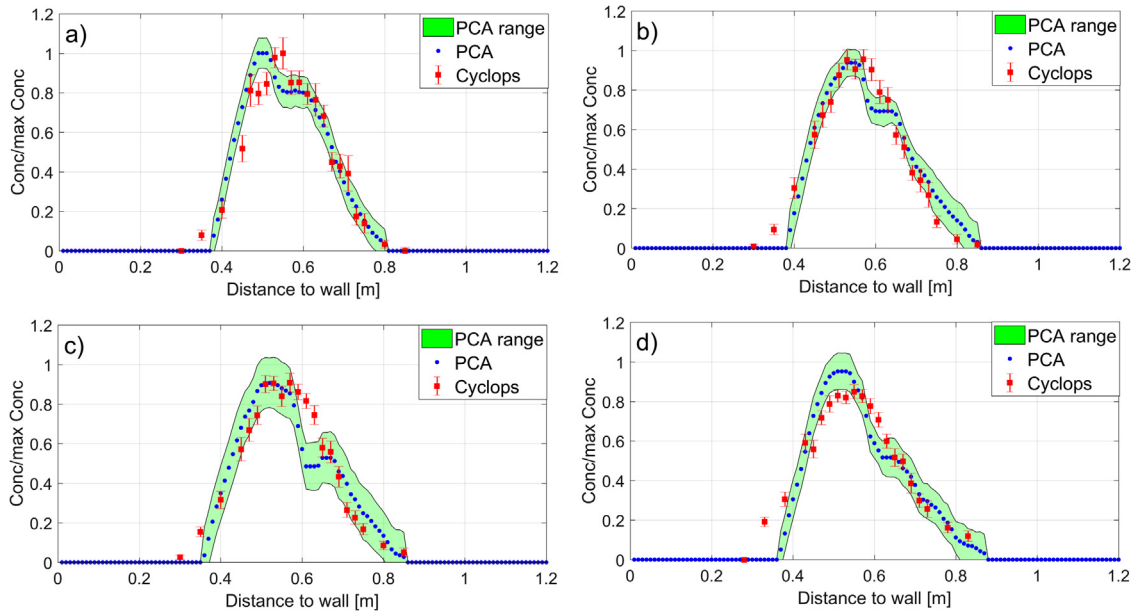 a)
PCA range
PCA
Cyclops
Conc/max Conc
1.2
1
0.8
0.6
0.4
0.2
0
0 0.2 0.4 0.6 0.8 1 1.2
Distance to wall [m]
b)
PCA range
PCA
Cyclops
Conc/max Conc
1.2
1
0.8
0.6
0.4
0.2
0
0 0.2 0.4 0.6 0.8 1 1.2
Distance to wall [m]
c)
PCA range
PCA
Cyclops
Conc/max Conc
1.2
1
0.8
0.6
0.4
0.2
0
0 0.2 0.4 0.6 0.8 1 1.2
Distance to wall [m]
d)
PCA range
PCA
Cyclops
Conc/max Conc
1.2
1
0.8
0.6
0.4
0.2
0
0 0.2 0.4 0.6 0.8 1 1.2
Distance to wall [m]